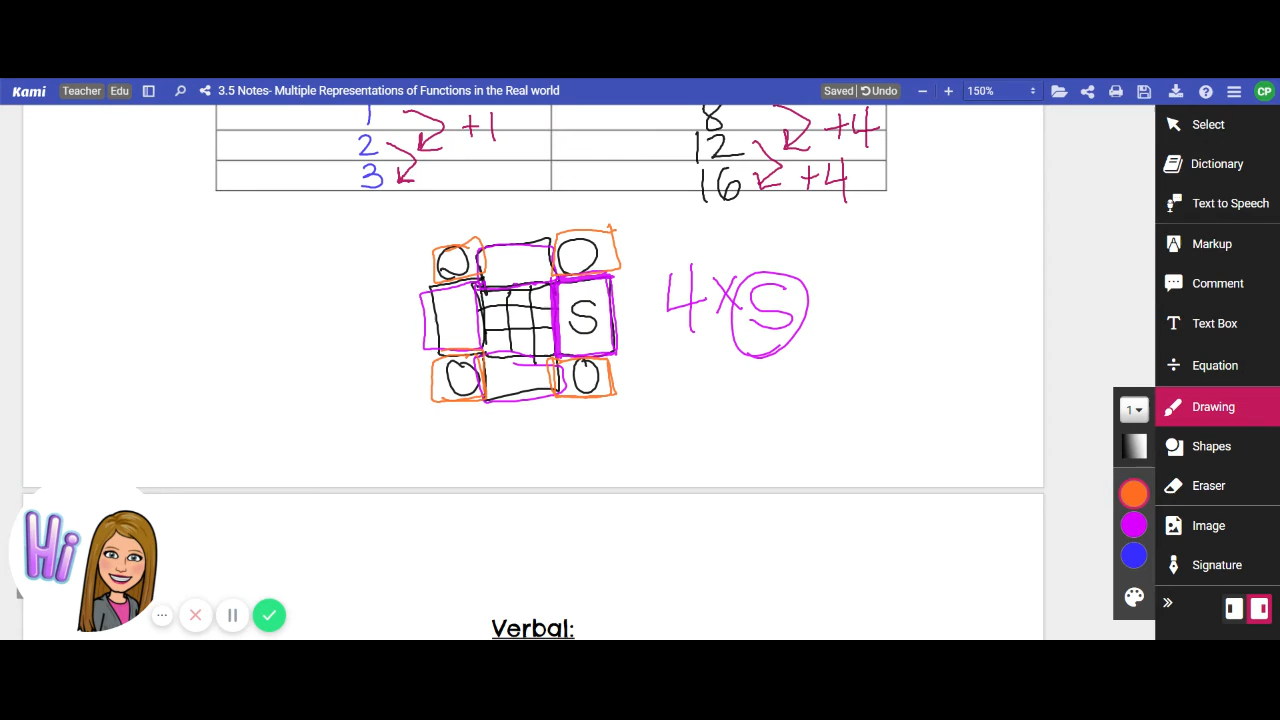 Kami Teacher Edu 3.5 Notes- Multiple Representations of Functions in the Real world Saved Undo 150% CP
1 +1 8 +4
2 12
3 16 +4
Select
Dictionary
Text to Speech
Markup
Comment
Text Box
Equation
Drawing
Shapes
Eraser
Image
Signature
O O
S 4×S
O O
1
Hi
Verbal: